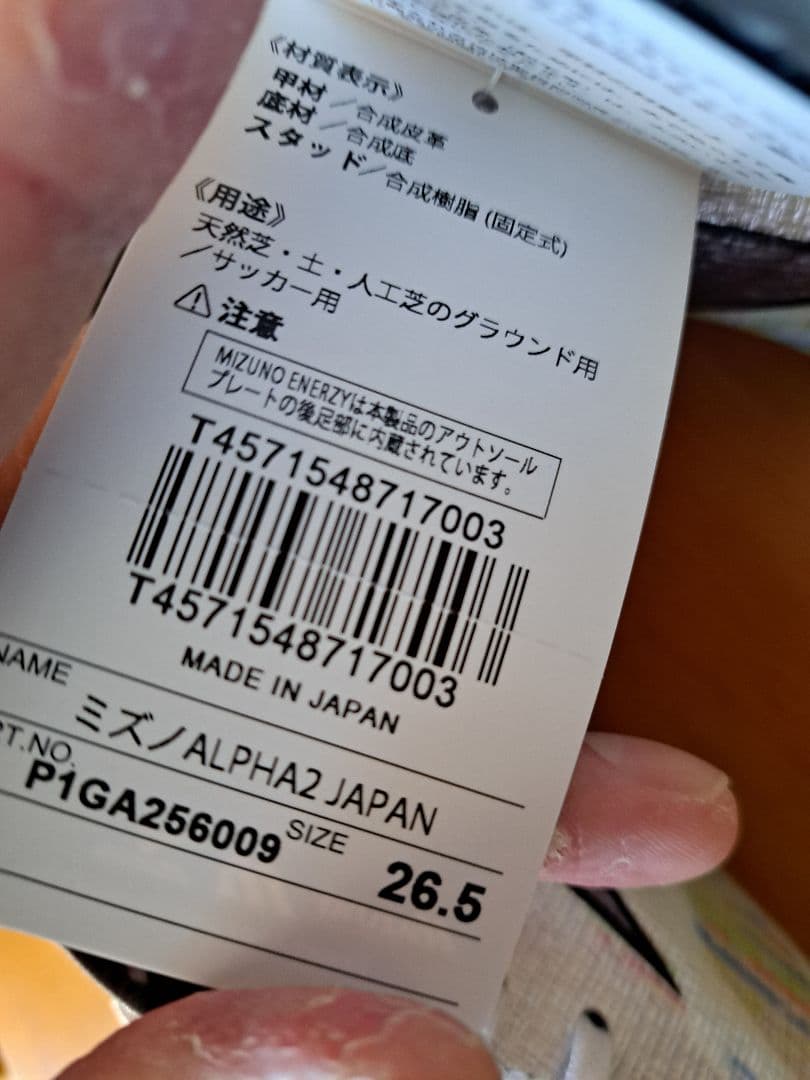 《材質表示》
甲材／合成皮革
底材／合成底
スタッド／合成樹脂(固定式)
《用途》
天然芝・土・人工芝のグラウンド用
／サッカー用
⚠注意
MIZUNO ENERZYは本製品のアウトソール
プレートの後足部に内蔵されています。
T4571548717003
T4571548717003
MADE IN JAPAN
NAME
ミズノALPHA2 JAPAN
RT.NO.
P1GA256009 SIZE 26.5